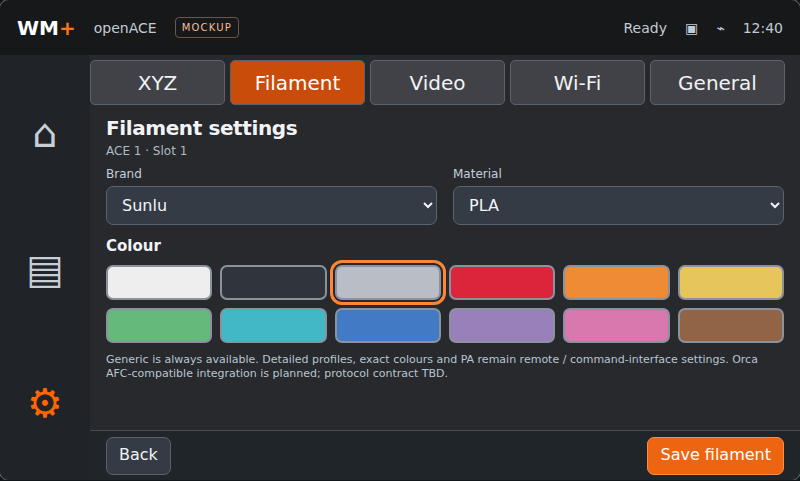 WM+ openACE MOCKUP Ready 12:40
XYZ Filament Video Wi-Fi General
Filament settings
ACE 1 · Slot 1
Brand Material
Sunlu PLA
Colour
Generic is always available. Detailed profiles, exact colours and PA remain remote / command-interface settings. Orca
AFC-compatible integration is planned; protocol contract TBD.
Back Save filament